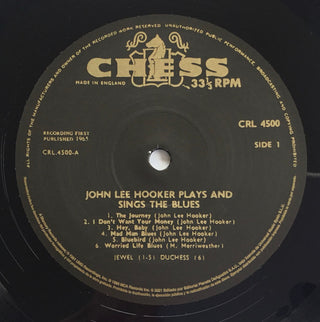 ALL RIGHTS OF THE MANUFACTURERS AND OWNER OF THE RECORDED WORK RESERVED UNAUTHORISED PUBLIC PERFORMANCE, BROADCASTING AND COPYING PROHIBITED
CHESS
MADE IN ENGLAND
33⅓ RPM
RECORDING FIRST
PUBLISHED 1965
CRL.4500-A
CRL 4500
SIDE 1
JOHN LEE HOOKER PLAYS AND
SINGS THE BLUES
1. The Journey (John Lee Hooker)
2. I Don't Want Your Money (John Lee Hooker)
3. Hey, Baby (John Lee Hooker)
4. Mad Man Blues (John Lee Hooker)
5. Bluebird (John Lee Hooker)
6. Worried Life Blues (M. Merriwesther)
JEWEL (1-5) DUCHESS (6)